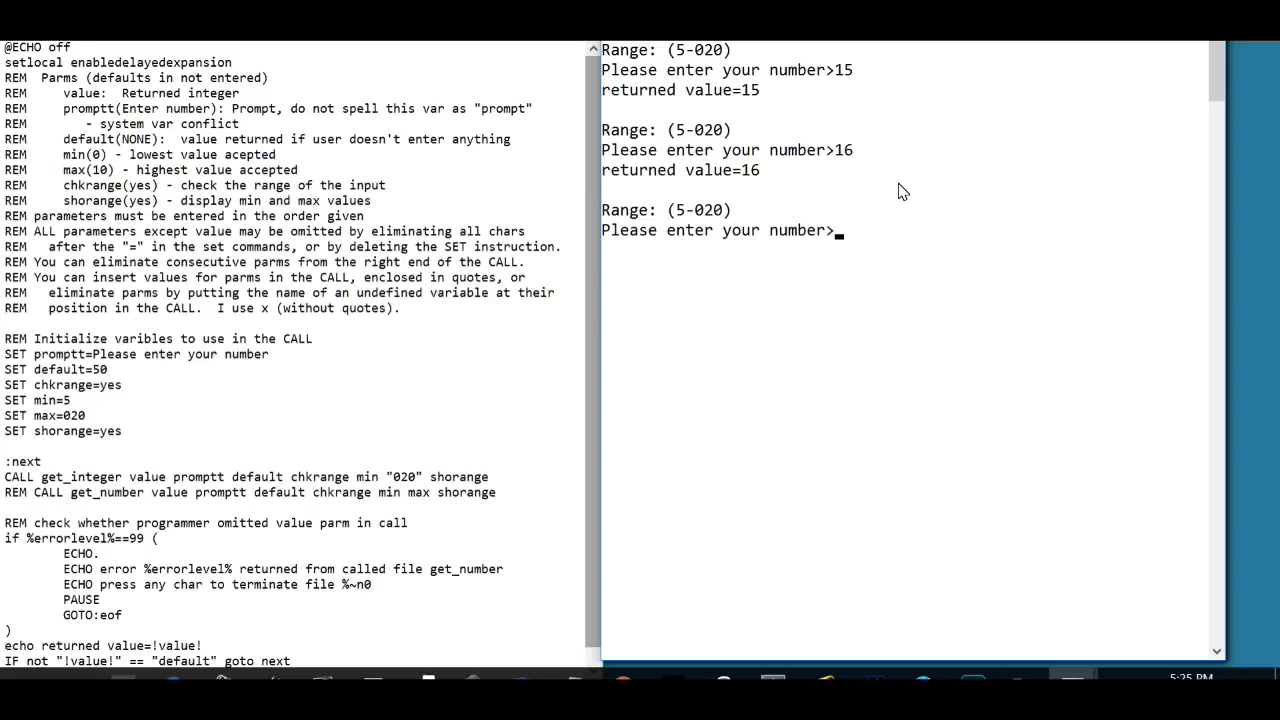 @ECHO off
setlocal enabledelayedexpansion
REM  Parms (defaults in not entered)
REM     value:  Returned integer
REM     promptt(Enter number): Prompt, do not spell this var as "prompt"
REM        - system var conflict
REM     default(NONE):  value returned if user doesn't enter anything
REM     min(0) - lowest value acepted
REM     max(10) - highest value accepted
REM     chkrange(yes) - check the range of the input
REM     shorange(yes) - display min and max values
REM parameters must be entered in the order given
REM ALL parameters except value may be omitted by eliminating all chars
REM   after the "=" in the set commands, or by deleting the SET instruction.
REM You can eliminate consecutive parms from the right end of the CALL.
REM You can insert values for parms in the CALL, enclosed in quotes, or
REM   eliminate parms by putting the name of an undefined variable at their
REM   position in the CALL.  I use x (without quotes).
REM Initialize varibles to use in the CALL
SET promptt=Please enter your number
SET default=50
SET chkrange=yes
SET min=5
SET max=020
SET shorange=yes
:next
CALL get_integer value promptt default chkrange min "020" shorange
REM CALL get_number value promptt default chkrange min max shorange
REM check whether programmer omitted value parm in call
if %errorlevel%==99 (
ECHO.
ECHO error %errorlevel% returned from called file get_number
ECHO press any char to terminate file %~n0
PAUSE
GOTO:eof
)
echo returned value=!value!
IF not "!value!" == "default" goto next
Range: (5-020)
Please enter your number>15
returned value=15
Range: (5-020)
Please enter your number>16
returned value=16
Range: (5-020)
Please enter your number>
5:25 PM